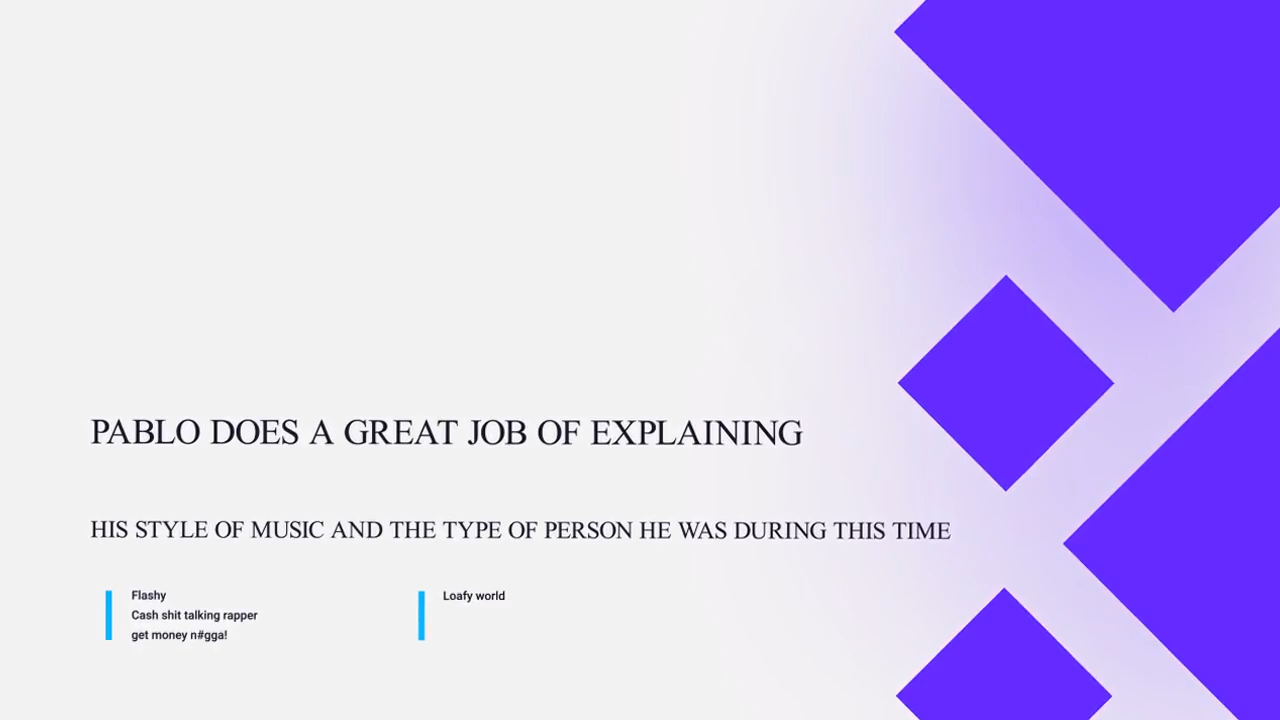 PABLO DOES A GREAT JOB OF EXPLAINING
HIS STYLE OF MUSIC AND THE TYPE OF PERSON HE WAS DURING THIS TIME
Flashy
Cash shit talking rapper
get money n#gga!
Loafy world